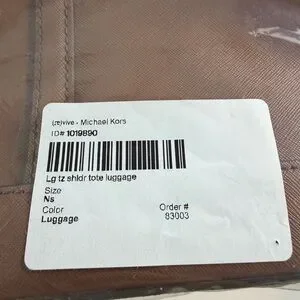 (re)vive - Michael Kors
ID# 1019890
Lg tz shldr tote luggage
Size
Ns
Color Order #
Luggage 83003